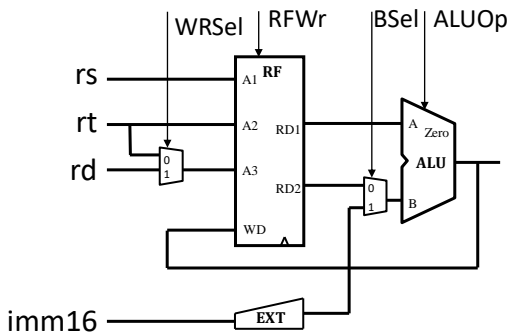 WRSel RFWr BSel ALUOp
rs A1 RF
rt A2 RD1 A Zero
0
rd 1 A3 ALU
RD2 0
1 B
WD
imm16 EXT